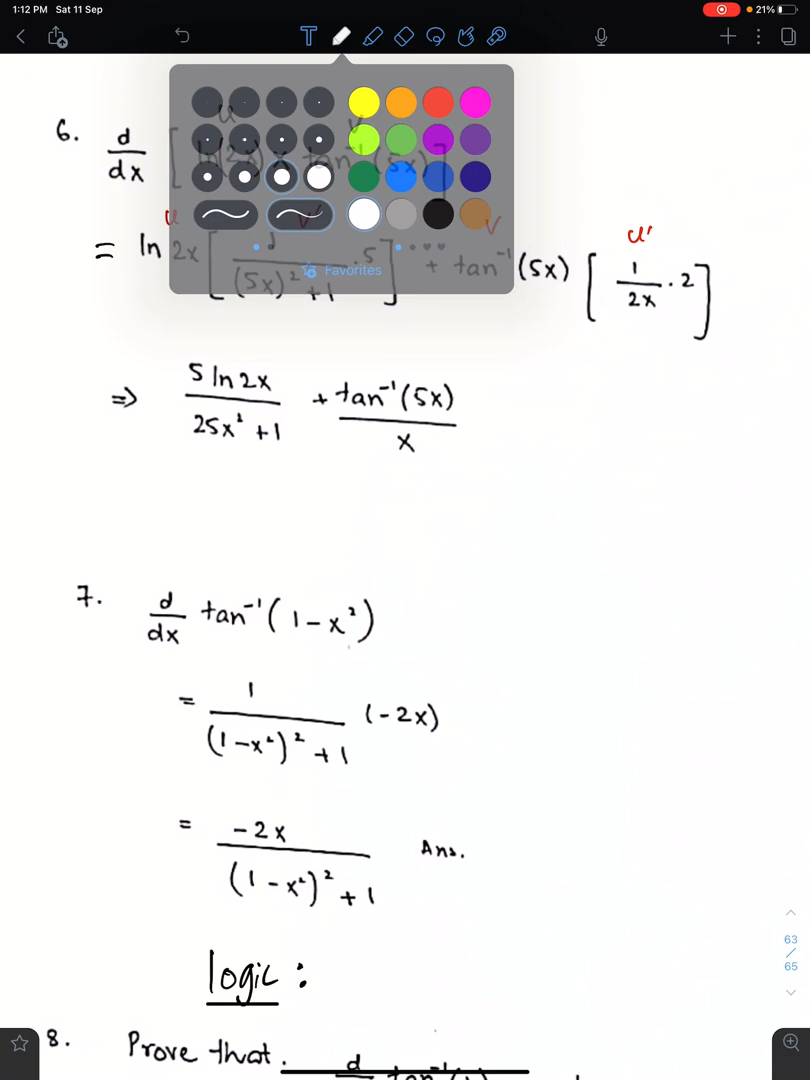 1:12 PM Sat 11 Sep
21%
T
6. d/dx [ln(2x) x tan⁻¹(5x)]
u v
u v v u'
= ln 2x [1/((5x)² + 1) · 5] + tan⁻¹(5x) [1/2x · 2]
Favorites
⇒ 5 ln 2x / 25x² + 1 + tan⁻¹(5x) / x
7. d/dx tan⁻¹(1 - x²)
= 1 / (1 - x²)² + 1 (-2x)
= -2x / (1 - x²)² + 1 Ans.
logic :
63
/
65
8. Prove that. d tan⁻¹